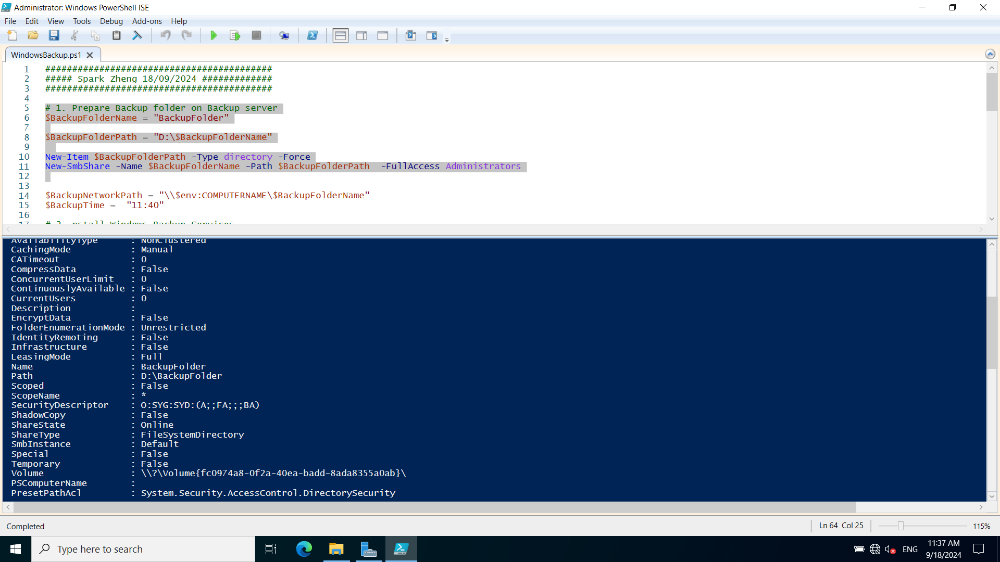 Administrator: Windows PowerShell ISE
File Edit View Tools Debug Add-ons Help
WindowsBackup.ps1
1 ##########################################
2 ##### Spark Zheng 18/09/2024 #############
3 ##########################################
4
5 # 1. Prepare Backup folder on Backup server
6 $BackupFolderName = "BackupFolder"
7
8 $BackupFolderPath = "D:\$BackupFolderName"
9
10 New-Item $BackupFolderPath -Type directory -Force
11 New-SmbShare -Name $BackupFolderName -Path $BackupFolderPath  -FullAccess Administrators
12
13
14 $BackupNetworkPath = "\\$env:COMPUTERNAME\$BackupFolderName"
15 $BackupTime =  "11:40"
16
17 Windows Backup Services
AvailabilityType : NonClustered
CachingMode : Manual
CATimeout : 0
CompressData : False
ConcurrentUserLimit : 0
ContinuouslyAvailable : False
CurrentUsers : 0
Description :
EncryptData : False
FolderEnumerationMode : Unrestricted
IdentityRemoting : False
Infrastructure : False
LeasingMode : Full
Name : BackupFolder
Path : D:\BackupFolder
Scoped : False
ScopeName : *
SecurityDescriptor : O:SYG:SYD:(A;;FA;;;BA)
ShadowCopy : False
ShareState : Online
ShareType : FileSystemDirectory
SmbInstance : Default
Special : False
Temporary : False
Volume : \\?\Volume{fc0974a8-0f2a-40ea-badd-8ada8355a0ab}\
PSComputerName :
PresetPathAcl : System.Security.AccessControl.DirectorySecurity
Completed
Ln 64 Col 25
115%
Type here to search
ENG
11:37 AM
9/18/2024